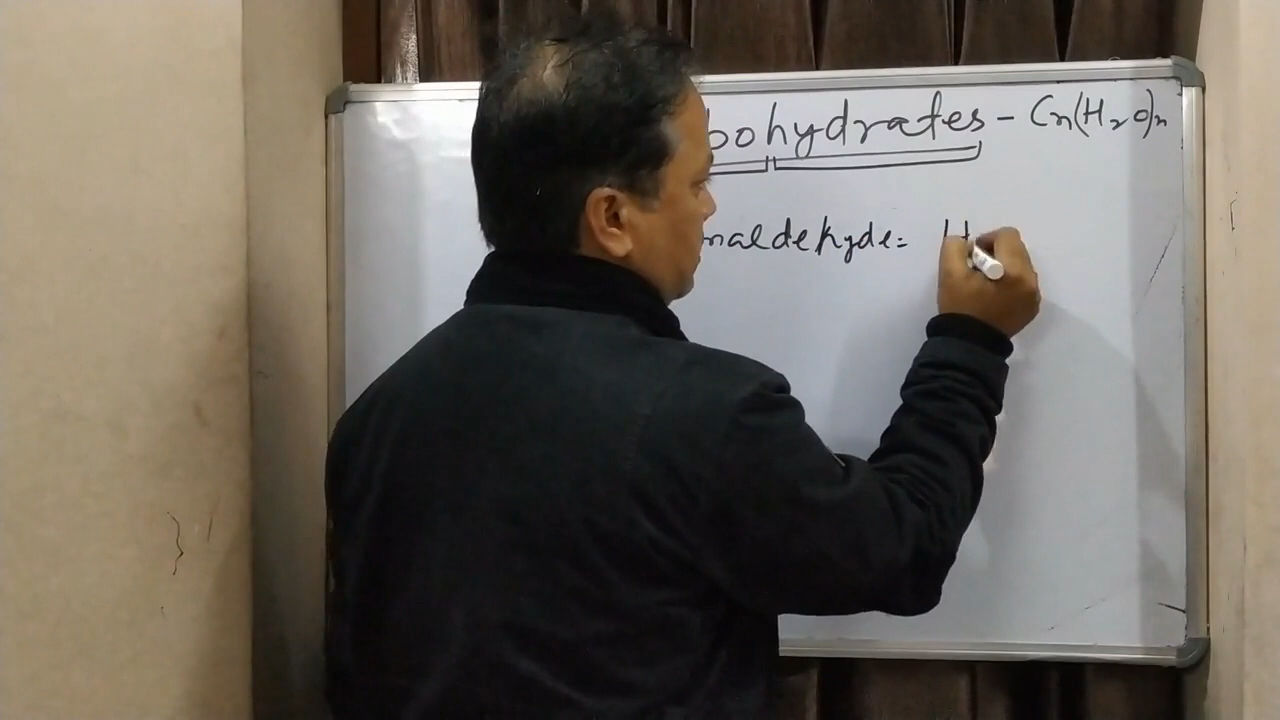 bohydrates - Cn(H2O)n
maldehyde = H